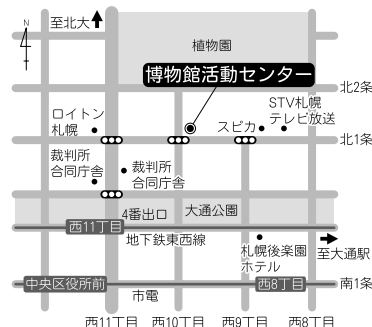 N
至北大
植物園
博物館活動センター
北2条
ロイトン
札幌
スピカ
STV札幌
テレビ放送
北1条
裁判所
合同庁舎
裁判所
合同庁舎
4番出口
大通公園
西11丁目
地下鉄東西線
札幌後楽園
ホテル
至大通駅
中央区役所前
市電
西8丁目
南1条
西11丁目
西10丁目
西9丁目
西8丁目